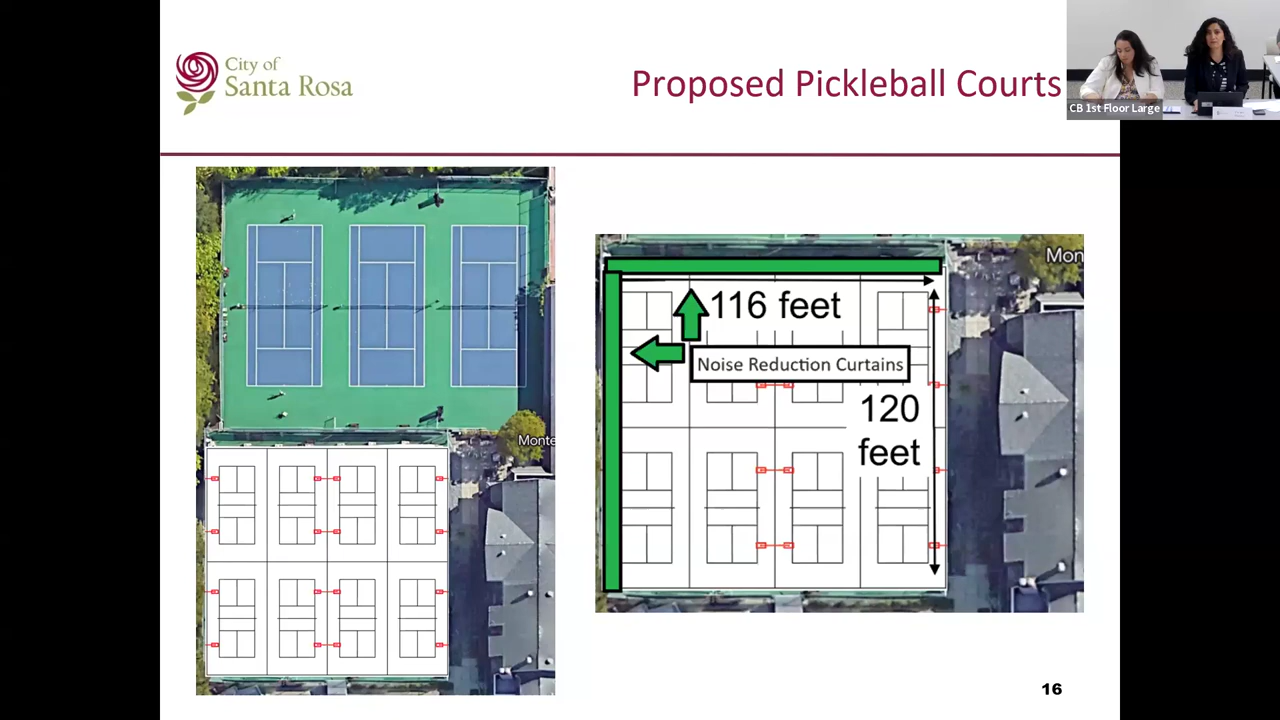 City of
Santa Rosa
Proposed Pickleball Courts
CB 1st Floor Large
Monte
Mon
116 feet
Noise Reduction Curtains
120
feet
16